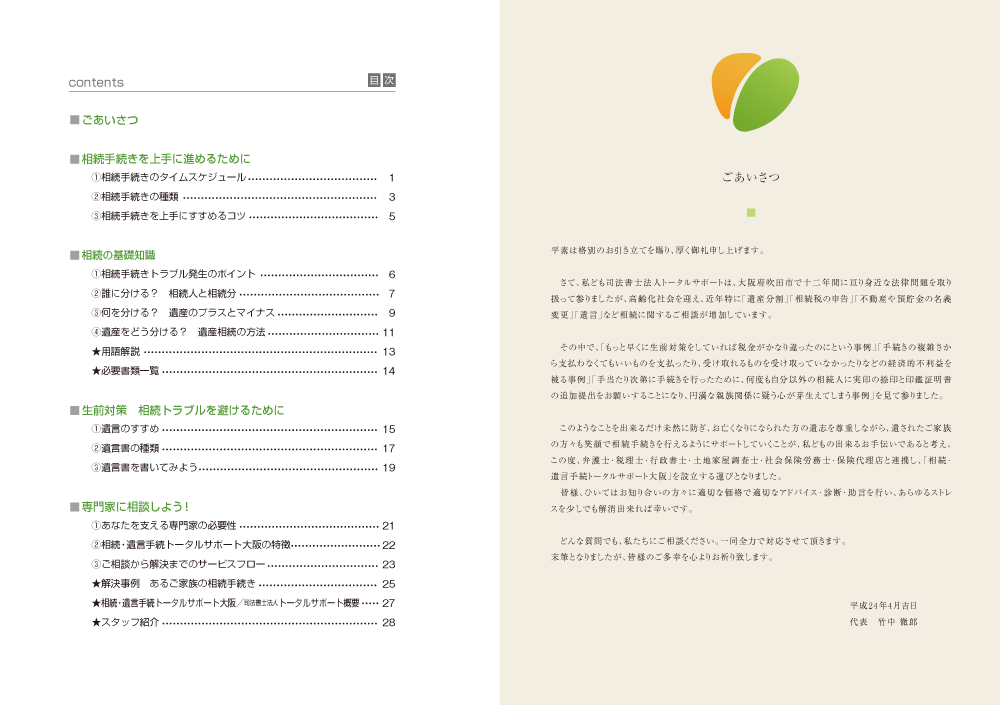 contents 目次
■ごあいさつ
■相続手続きを上手に進めるために
①相続手続きのタイムスケジュール 1
②相続手続きの種類 3
③相続手続きを上手にすすめるコツ 5
■相続の基礎知識
①相続手続きトラブル発生のポイント 6
②誰に分ける？　相続人と相続分 7
③何を分ける？　遺産のプラスとマイナス 9
④遺産をどう分ける？　遺産相続の方法 11
★用語解説 13
★必要書類一覧 14
■生前対策　相続トラブルを避けるために
①遺言のすすめ 15
②遺言書の種類 17
③遺言書を書いてみよう 19
■専門家に相談しよう！
①あなたを支える専門家の必要性 21
②相続・遺言手続トータルサポート大阪の特徴 22
③ご相談から解決までのサービスフロー 23
★解決事例　あるご家族の相続手続き 25
★相続・遺言手続トータルサポート大阪／司法書士法人トータルサポート概要 27
★スタッフ紹介 28
ごあいさつ
平素は格別のお引き立てを賜り、厚く御礼申し上げます。
さて、私ども司法書士法人トータルサポートは、大阪府吹田市で十二年間に亘り身近な法律問題を取り
扱って参りましたが、高齢化社会を迎え、近年特に「遺産分割」「相続税の申告」「不動産や預貯金の名義
変更」「遺言」など相続に関するご相談が増加しています。
その中で、「もっと早くに生前対策をしていれば税金がかなり違ったのにという事例」「手続きの複雑さか
ら支払わなくてもいいものを支払ったり、受け取れるものを受け取っていなかったりなどの経済的不利益を
被る事例」「手当たり次第に手続きを行ったために、何度も自分以外の相続人に実印の捺印と印鑑証明書
の追加提出をお願いすることになり、円満な親族関係に疑う心が芽生えてしまう事例」を見て参りました。
このようなことを出来るだけ未然に防ぎ、お亡くなりになられた方の遺志を尊重しながら、遺されたご家族
の方々も笑顔で相続手続きを行えるようにサポートしていくことが、私どもの出来るお手伝いであると考え、
この度、弁護士・税理士・行政書士・土地家屋調査士・社会保険労務士・保険代理店と連携し、「相続・
遺言手続トータルサポート大阪」を設立する運びとなりました。
皆様、ひいてはお知り合いの方々に適切な価格で適切なアドバイス・診断・助言を行い、あらゆるストレ
スを少しでも解消出来れば幸いです。
どんな質問でも、私たちにご相談ください。一同全力で対応させて頂きます。
末筆となりましたが、皆様のご多幸を心よりお祈り致します。
平成24年4月吉日
代表　竹中 徹郎